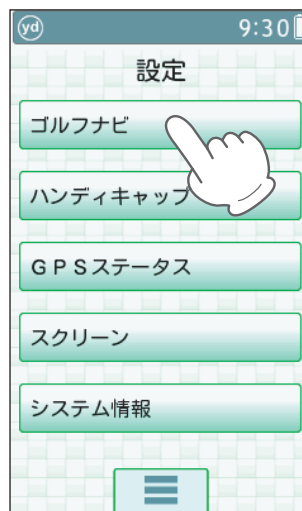 yd 9:30
設定
ゴルフナビ
ハンディキャップ
ＧＰＳステータス
スクリーン
システム情報